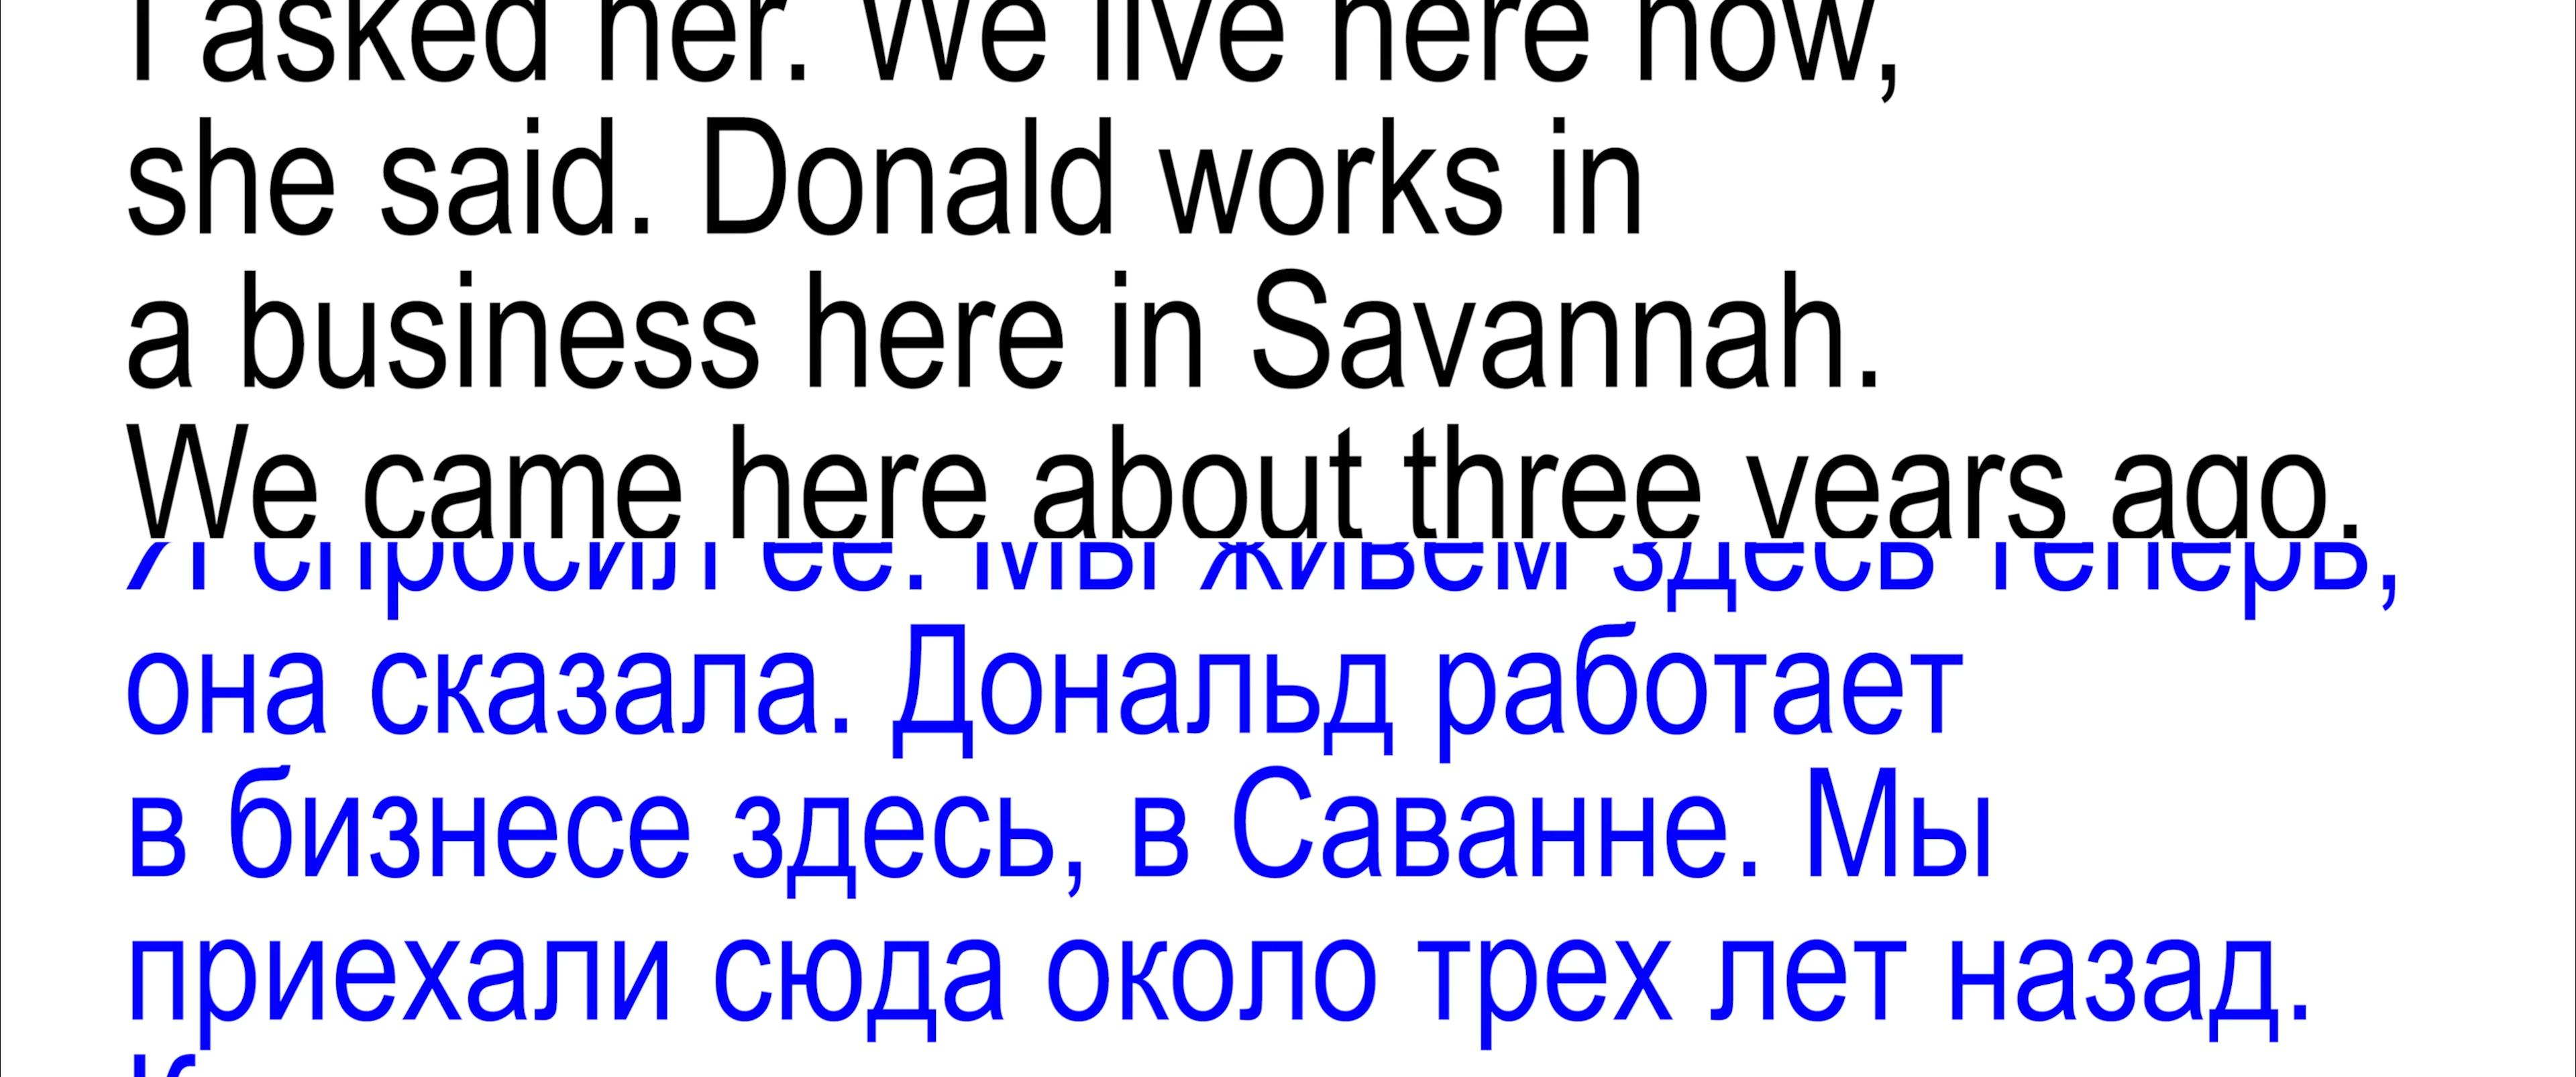 I asked her. We live here now,
she said. Donald works in
a business here in Savannah.
We came here about three years ago.
Я спросил ее. Мы живем здесь теперь,
она сказала. Дональд работает
в бизнесе здесь, в Саванне. Мы
приехали сюда около трех лет назад.